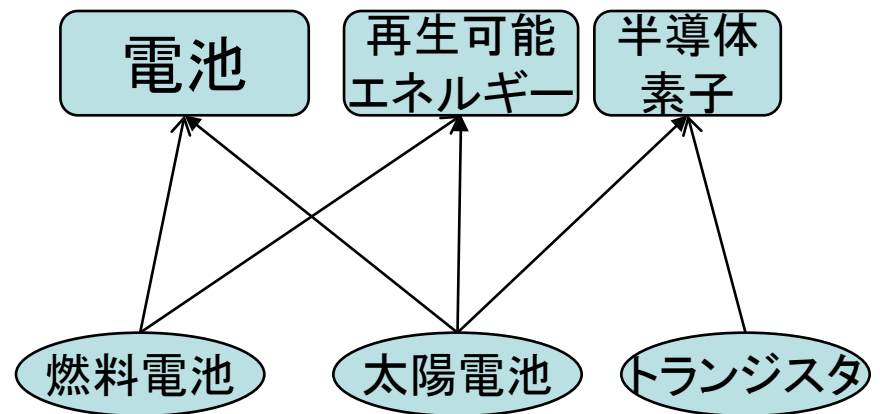 電池
再生可能
エネルギー
半導体
素子
燃料電池
太陽電池
トランジスタ